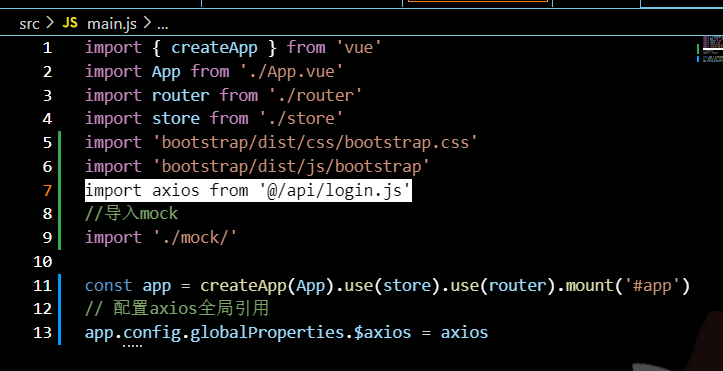 src > JS main.js > ...
1 import { createApp } from 'vue'
2 import App from './App.vue'
3 import router from './router'
4 import store from './store'
5 import 'bootstrap/dist/css/bootstrap.css'
6 import 'bootstrap/dist/js/bootstrap'
7 import axios from '@/api/login.js'
8 //导入mock
9 import './mock/'
10
11 const app = createApp(App).use(store).use(router).mount('#app')
12 // 配置axios全局引用
13 app.config.globalProperties.$axios = axios